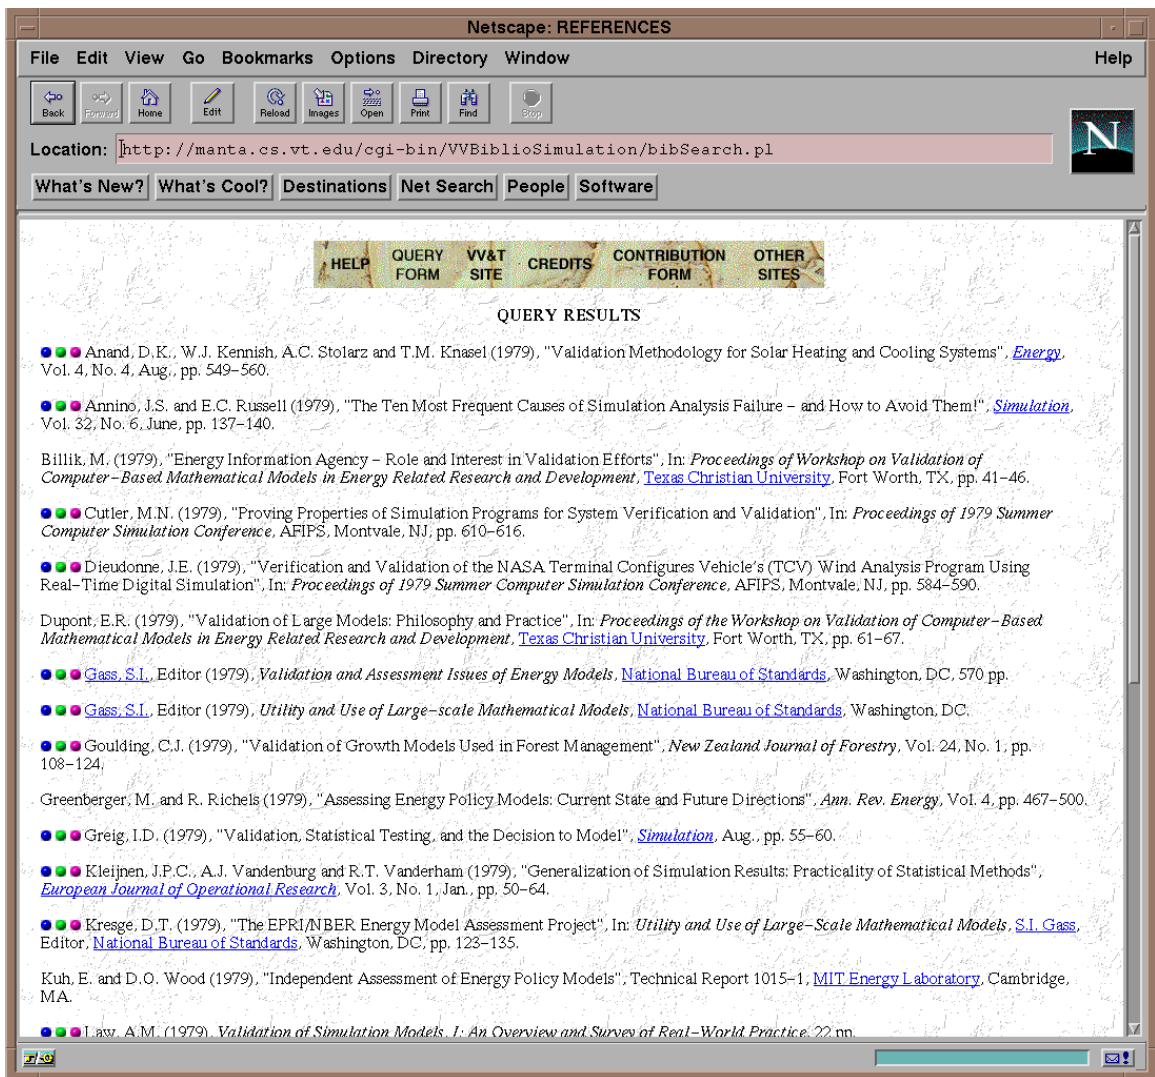 Netscape: REFERENCES
File Edit View Go Bookmarks Options Directory Window Help
Back Forward Home Edit Reload Images Open Print Find Stop
Location: http://manta.cs.vt.edu/cgi-bin/VVBiblioSimulation/bibSearch.pl
N
What's New? What's Cool? Destinations Net Search People Software
HELP QUERY FORM VV&T SITE CREDITS CONTRIBUTION FORM OTHER SITES
QUERY RESULTS
Anand, D.K., W.J. Kennish, A.C. Stolarz and T.M. Knasel (1979), "Validation Methodology for Solar Heating and Cooling Systems", Energy,
Vol. 4, No. 4, Aug., pp. 549-560.
Annino, J.S. and E.C. Russell (1979), "The Ten Most Frequent Causes of Simulation Analysis Failure - and How to Avoid Them!", Simulation,
Vol. 32, No. 6, June, pp. 137-140.
Billik, M. (1979), "Energy Information Agency - Role and Interest in Validation Efforts", In: Proceedings of Workshop on Validation of
Computer-Based Mathematical Models in Energy Related Research and Development, Texas Christian University, Fort Worth, TX, pp. 41-46.
Cutler, M.N. (1979), "Proving Properties of Simulation Programs for System Verification and Validation", In: Proceedings of 1979 Summer
Computer Simulation Conference, AFIPS, Montvale, NJ, pp. 610-616.
Dieudonne, J.E. (1979), "Verification and Validation of the NASA Terminal Configures Vehicle's (TCV) Wind Analysis Program Using
Real-Time Digital Simulation", In: Proceedings of 1979 Summer Computer Simulation Conference, AFIPS, Montvale, NJ, pp. 584-590.
Dupont, E.R. (1979), "Validation of Large Models: Philosophy and Practice", In: Proceedings of the Workshop on Validation of Computer-Based
Mathematical Models in Energy Related Research and Development, Texas Christian University, Fort Worth, TX, pp. 61-67.
Gass, S.I., Editor (1979), Validation and Assessment Issues of Energy Models, National Bureau of Standards, Washington, DC, 570 pp.
Gass, S.I., Editor (1979), Utility and Use of Large-scale Mathematical Models, National Bureau of Standards, Washington, DC.
Goulding, C.J. (1979), "Validation of Growth Models Used in Forest Management", New Zealand Journal of Forestry, Vol. 24, No. 1, pp.
108-124.
Greenberger, M. and R. Richels (1979), "Assessing Energy Policy Models: Current State and Future Directions", Ann. Rev. Energy, Vol. 4, pp. 467-500.
Greig, I.D. (1979), "Validation, Statistical Testing, and the Decision to Model", Simulation, Aug., pp. 55-60.
Kleijnen, J.P.C., A.J. Vandenburg and R.T. Vanderham (1979), "Generalization of Simulation Results: Practicality of Statistical Methods",
European Journal of Operational Research, Vol. 3, No. 1, Jan., pp. 50-64.
Kresge, D.T. (1979), "The EPRI/NBER Energy Model Assessment Project" In: Utility and Use of Large-Scale Mathematical Models, S.I. Gass,
Editor, National Bureau of Standards, Washington, DC, pp. 123-135.
Kuh, E. and D.O. Wood (1979), "Independent Assessment of Energy Policy Models", Technical Report 1015-1, MIT Energy Laboratory, Cambridge,
MA.
Law, A.M. (1979), Validation of Simulation Models, I: An Overview and Survey of Real-World Practice, 22 pp.